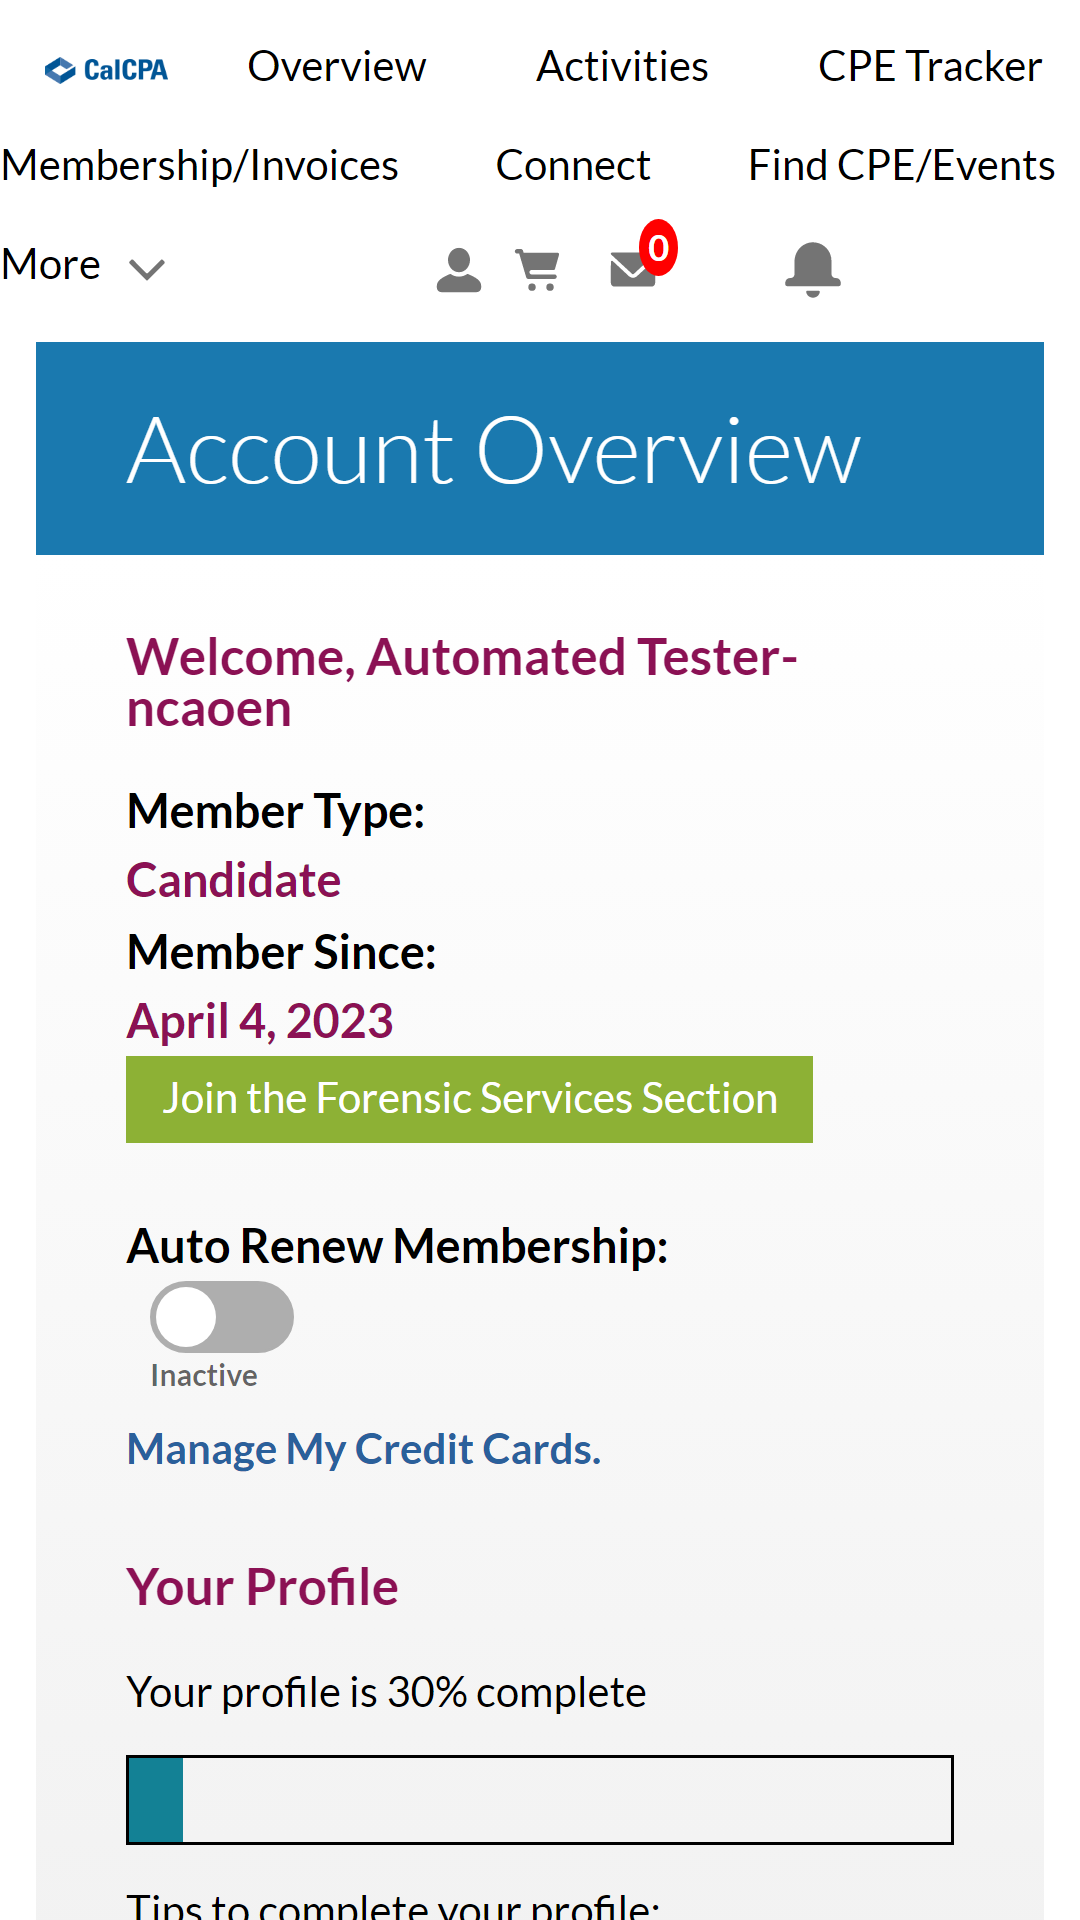 CalCPA Overview Activities CPE Tracker
Membership/Invoices Connect Find CPE/Events
More 0
Account Overview
Welcome, Automated Tester-
ncaoen
Member Type:
Candidate
Member Since:
April 4, 2023
Join the Forensic Services Section
Auto Renew Membership:
Inactive
Manage My Credit Cards.
Your Profile
Your profile is 30% complete
Tips to complete your profile: